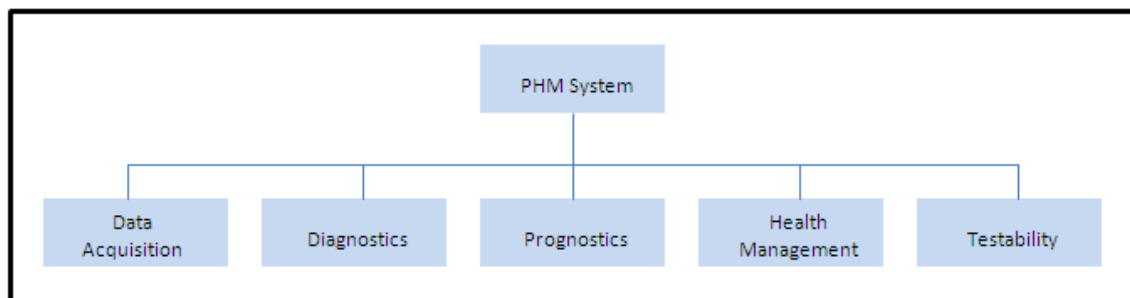 PHM System
Data
Acquisition
Diagnostics
Prognostics
Health
Management
Testability